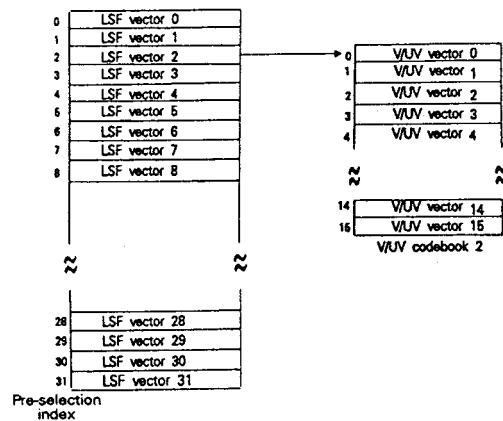 0 LSF vector 0
1 LSF vector 1
2 LSF vector 2
3 LSF vector 3
4 LSF vector 4
5 LSF vector 5
6 LSF vector 6
7 LSF vector 7
8 LSF vector 8
28 LSF vector 28
29 LSF vector 29
30 LSF vector 30
31 LSF vector 31
Pre-selection
index
0 V/UV vector 0
1 V/UV vector 1
2 V/UV vector 2
3 V/UV vector 3
4 V/UV vector 4
14 V/UV vector 14
15 V/UV vector 15
V/UV codebook 2